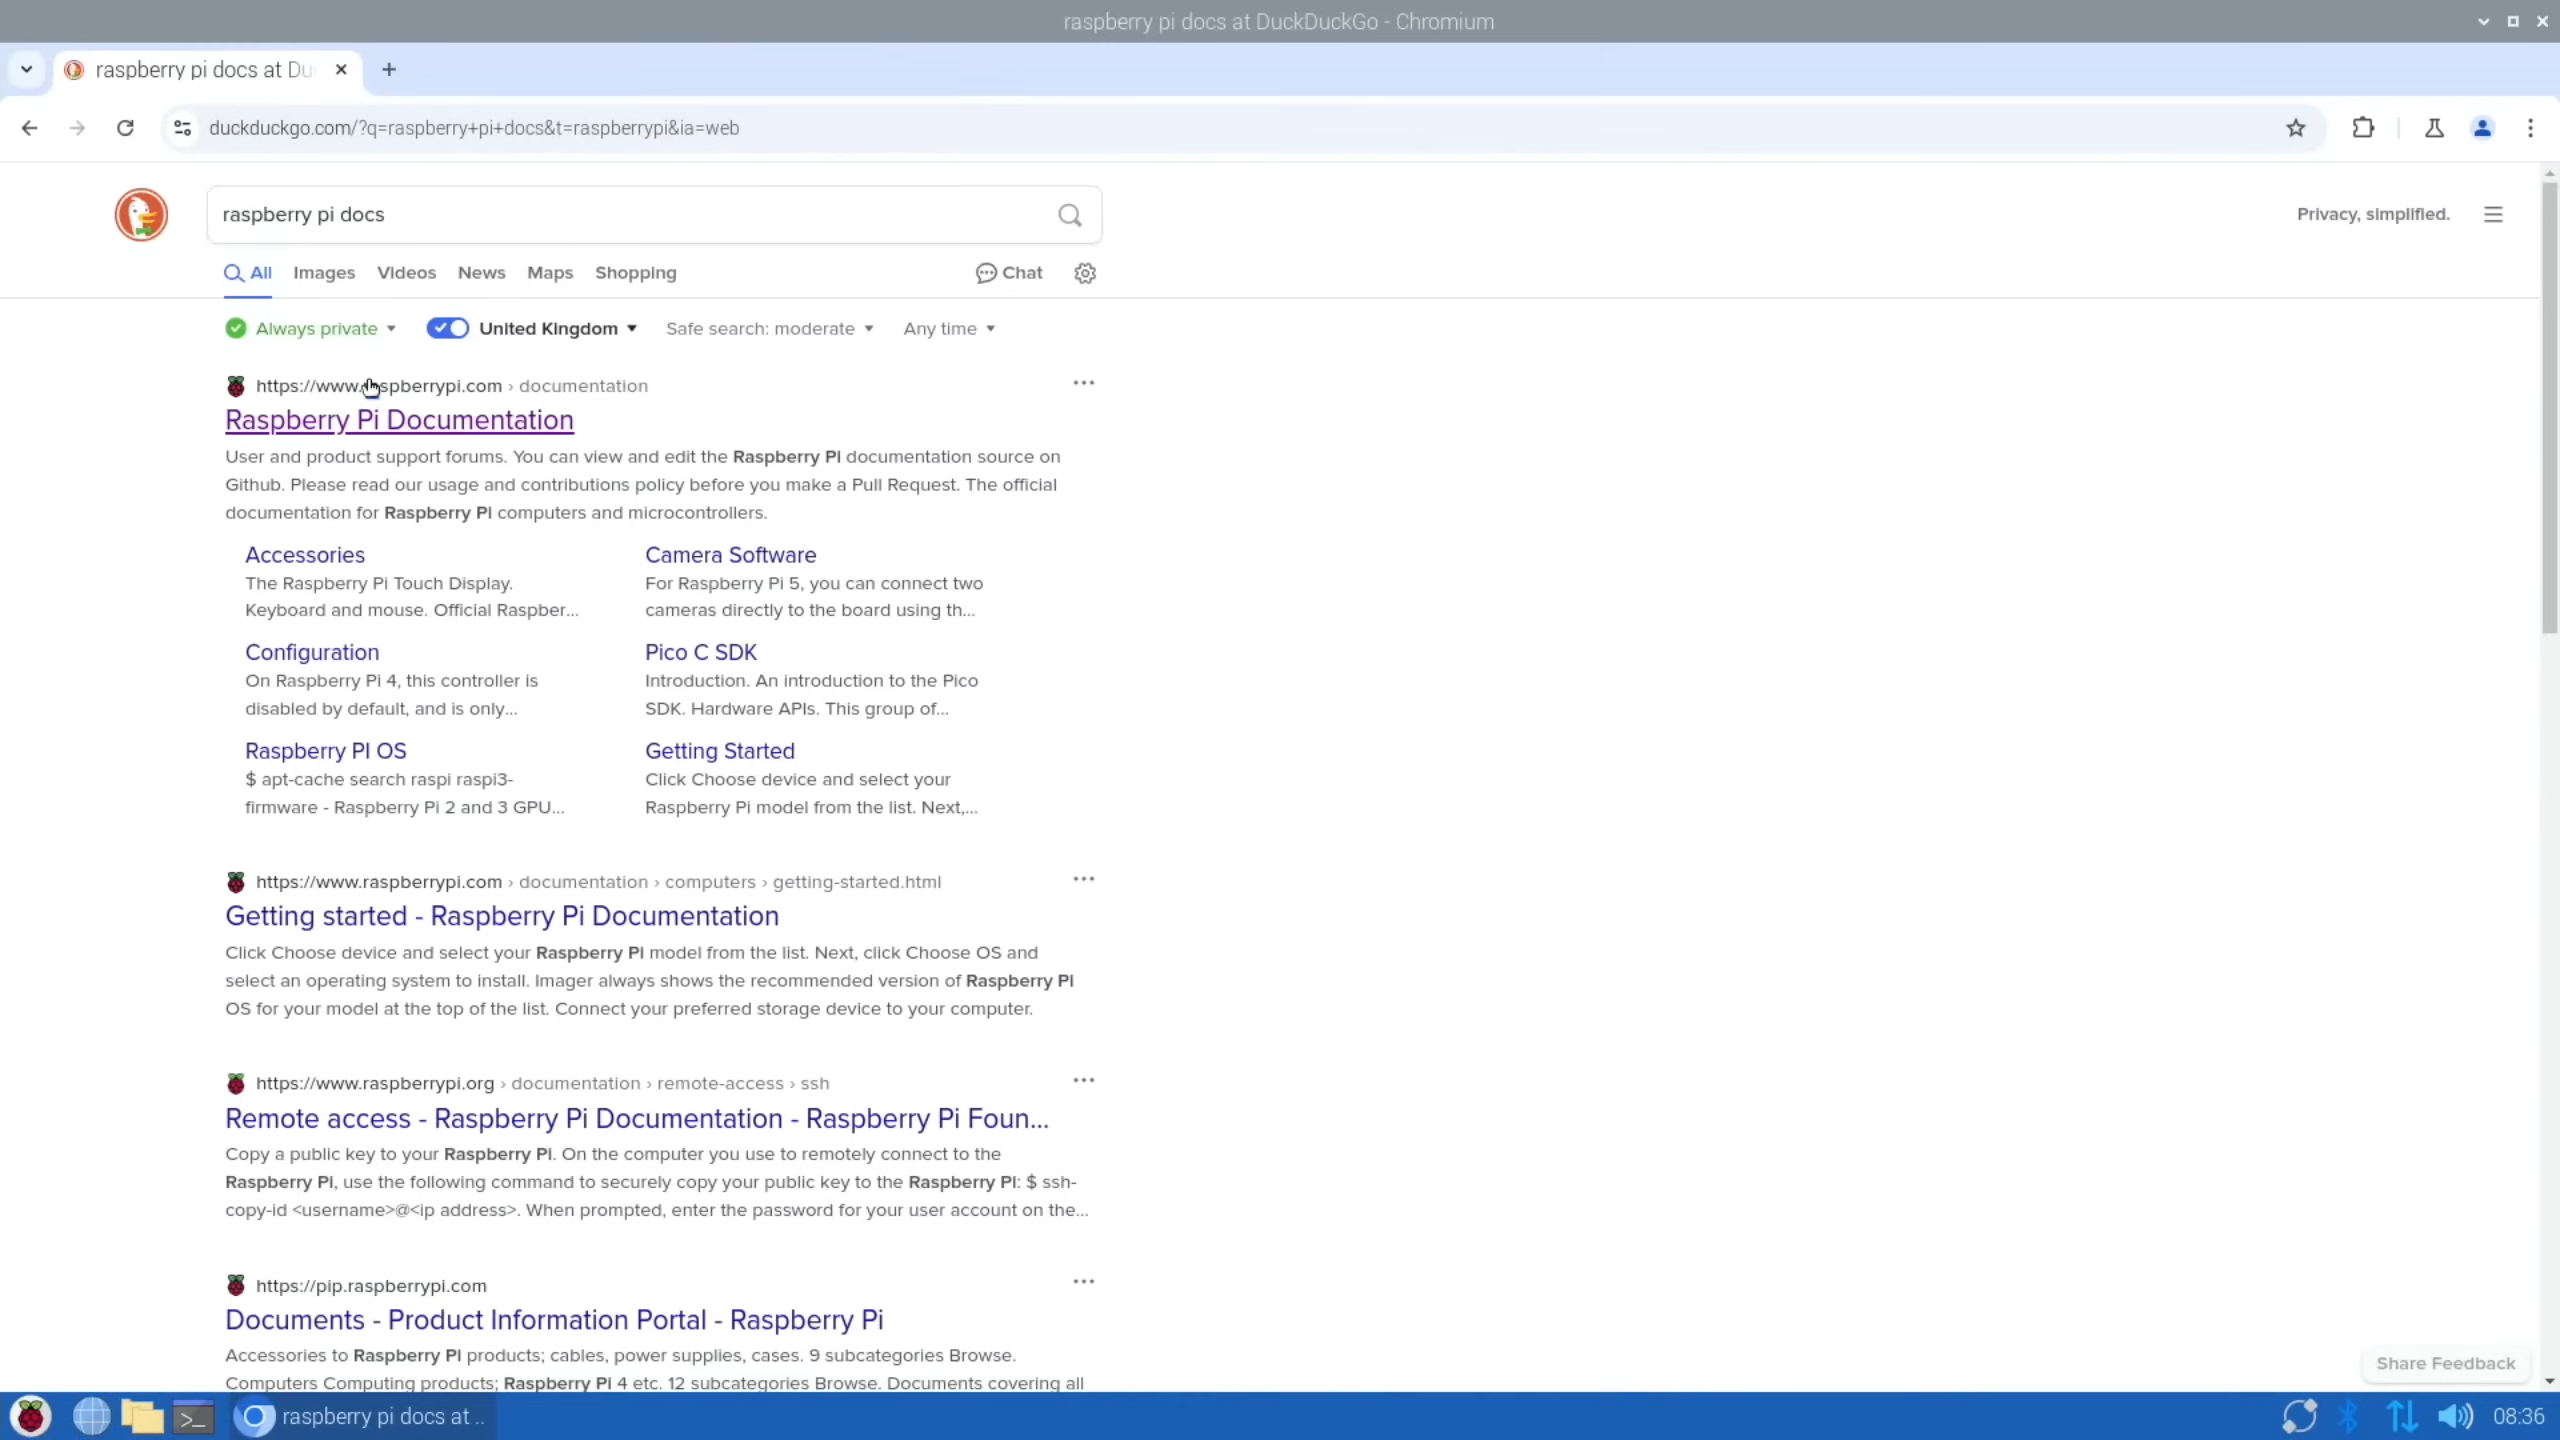 raspberry pi docs at DuckDuckGo - Chromium
raspberry pi docs at Du
duckduckgo.com/?q=raspberry+pi+docs&t=raspberrypi&ia=web
raspberry pi docs
Privacy, simplified.
All Images Videos News Maps Shopping Chat
Always private United Kingdom Safe search: moderate Any time
https://www.raspberrypi.com › documentation
Raspberry Pi Documentation
User and product support forums. You can view and edit the Raspberry Pi documentation source on
Github. Please read our usage and contributions policy before you make a Pull Request. The official
documentation for Raspberry Pi computers and microcontrollers.
Accessories
The Raspberry Pi Touch Display.
Keyboard and mouse. Official Raspber...
Camera Software
For Raspberry Pi 5, you can connect two
cameras directly to the board using th...
Configuration
On Raspberry Pi 4, this controller is
disabled by default, and is only...
Pico C SDK
Introduction. An introduction to the Pico
SDK. Hardware APIs. This group of...
Raspberry PI OS
$ apt-cache search raspi raspi3-
firmware - Raspberry Pi 2 and 3 GPU...
Getting Started
Click Choose device and select your
Raspberry Pi model from the list. Next,...
https://www.raspberrypi.com › documentation › computers › getting-started.html
Getting started - Raspberry Pi Documentation
Click Choose device and select your Raspberry Pi model from the list. Next, click Choose OS and
select an operating system to install. Imager always shows the recommended version of Raspberry Pi
OS for your model at the top of the list. Connect your preferred storage device to your computer.
https://www.raspberrypi.org › documentation › remote-access › ssh
Remote access - Raspberry Pi Documentation - Raspberry Pi Foun...
Copy a public key to your Raspberry Pi. On the computer you use to remotely connect to the
Raspberry Pi, use the following command to securely copy your public key to the Raspberry Pi: $ ssh-
copy-id <username>@<ip address>. When prompted, enter the password for your user account on the...
https://pip.raspberrypi.com
Documents - Product Information Portal - Raspberry Pi
Accessories to Raspberry Pi products; cables, power supplies, cases. 9 subcategories Browse.
Computers Computing products; Raspberry Pi 4 etc. 12 subcategories Browse. Documents covering all
Share Feedback
raspberry pi docs at ..
08:36